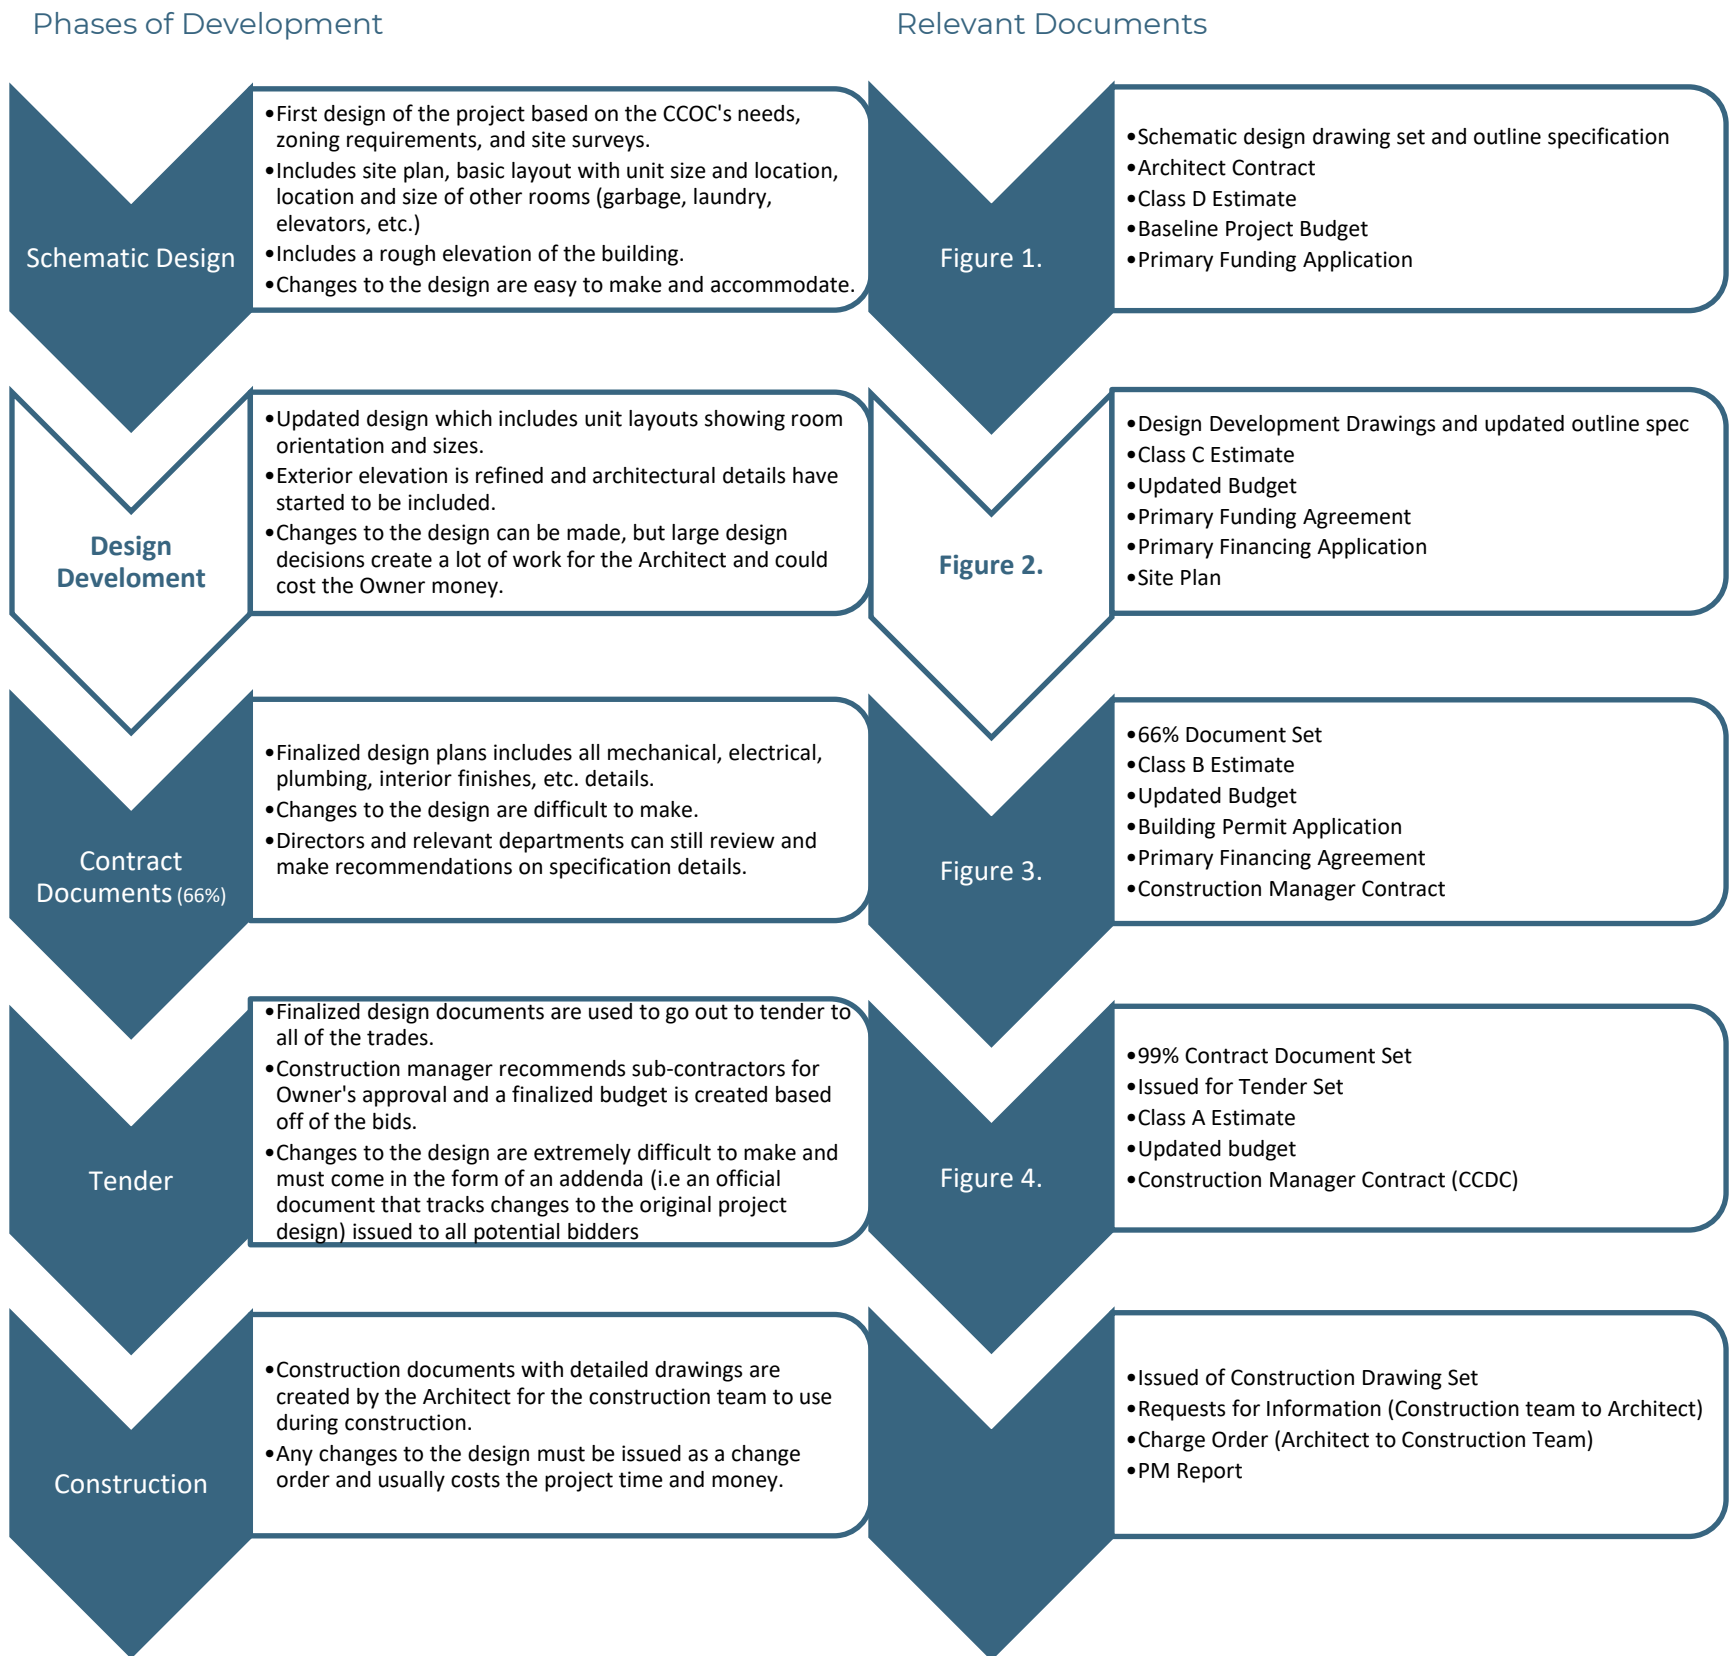 Phases of Development
Relevant Documents
Schematic Design
•First design of the project based on the CCOC's needs,
zoning requirements, and site surveys.
•Includes site plan, basic layout with unit size and location,
location and size of other rooms (garbage, laundry,
elevators, etc.)
•Includes a rough elevation of the building.
•Changes to the design are easy to make and accommodate.
Figure 1.
•Schematic design drawing set and outline specification
•Architect Contract
•Class D Estimate
•Baseline Project Budget
•Primary Funding Application
Design
Develoment
•Updated design which includes unit layouts showing room
orientation and sizes.
•Exterior elevation is refined and architectural details have
started to be included.
•Changes to the design can be made, but large design
decisions create a lot of work for the Architect and could
cost the Owner money.
Figure 2.
•Design Development Drawings and updated outline spec
•Class C Estimate
•Updated Budget
•Primary Funding Agreement
•Primary Financing Application
•Site Plan
Contract
Documents (66%)
•Finalized design plans includes all mechanical, electrical,
plumbing, interior finishes, etc. details.
•Changes to the design are difficult to make.
•Directors and relevant departments can still review and
make recommendations on specification details.
Figure 3.
•66% Document Set
•Class B Estimate
•Updated Budget
•Building Permit Application
•Primary Financing Agreement
•Construction Manager Contract
Tender
•Finalized design documents are used to go out to tender to
all of the trades.
•Construction manager recommends sub-contractors for
Owner's approval and a finalized budget is created based
off of the bids.
•Changes to the design are extremely difficult to make and
must come in the form of an addenda (i.e an official
document that tracks changes to the original project
design) issued to all potential bidders
Figure 4.
•99% Contract Document Set
•Issued for Tender Set
•Class A Estimate
•Updated budget
•Construction Manager Contract (CCDC)
Construction
•Construction documents with detailed drawings are
created by the Architect for the construction team to use
during construction.
•Any changes to the design must be issued as a change
order and usually costs the project time and money.
•Issued of Construction Drawing Set
•Requests for Information (Construction team to Architect)
•Charge Order (Architect to Construction Team)
•PM Report